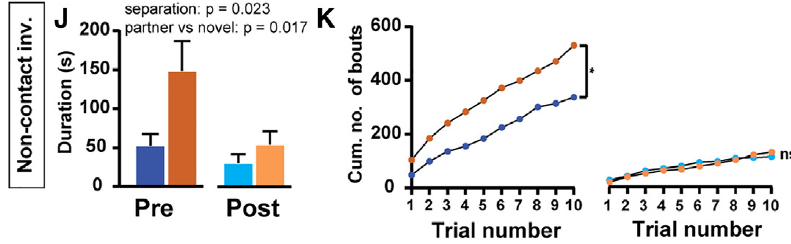 Non-contact inv.
J
separation: p = 0.023
partner vs novel: p = 0.017
Duration (s)
200
150
100
50
0
Pre Post
K
Cum. no. of bouts
600
400
200
0
*
ns
1 2 3 4 5 6 7 8 9 10
1 2 3 4 5 6 7 8 9 10
Trial number
Trial number